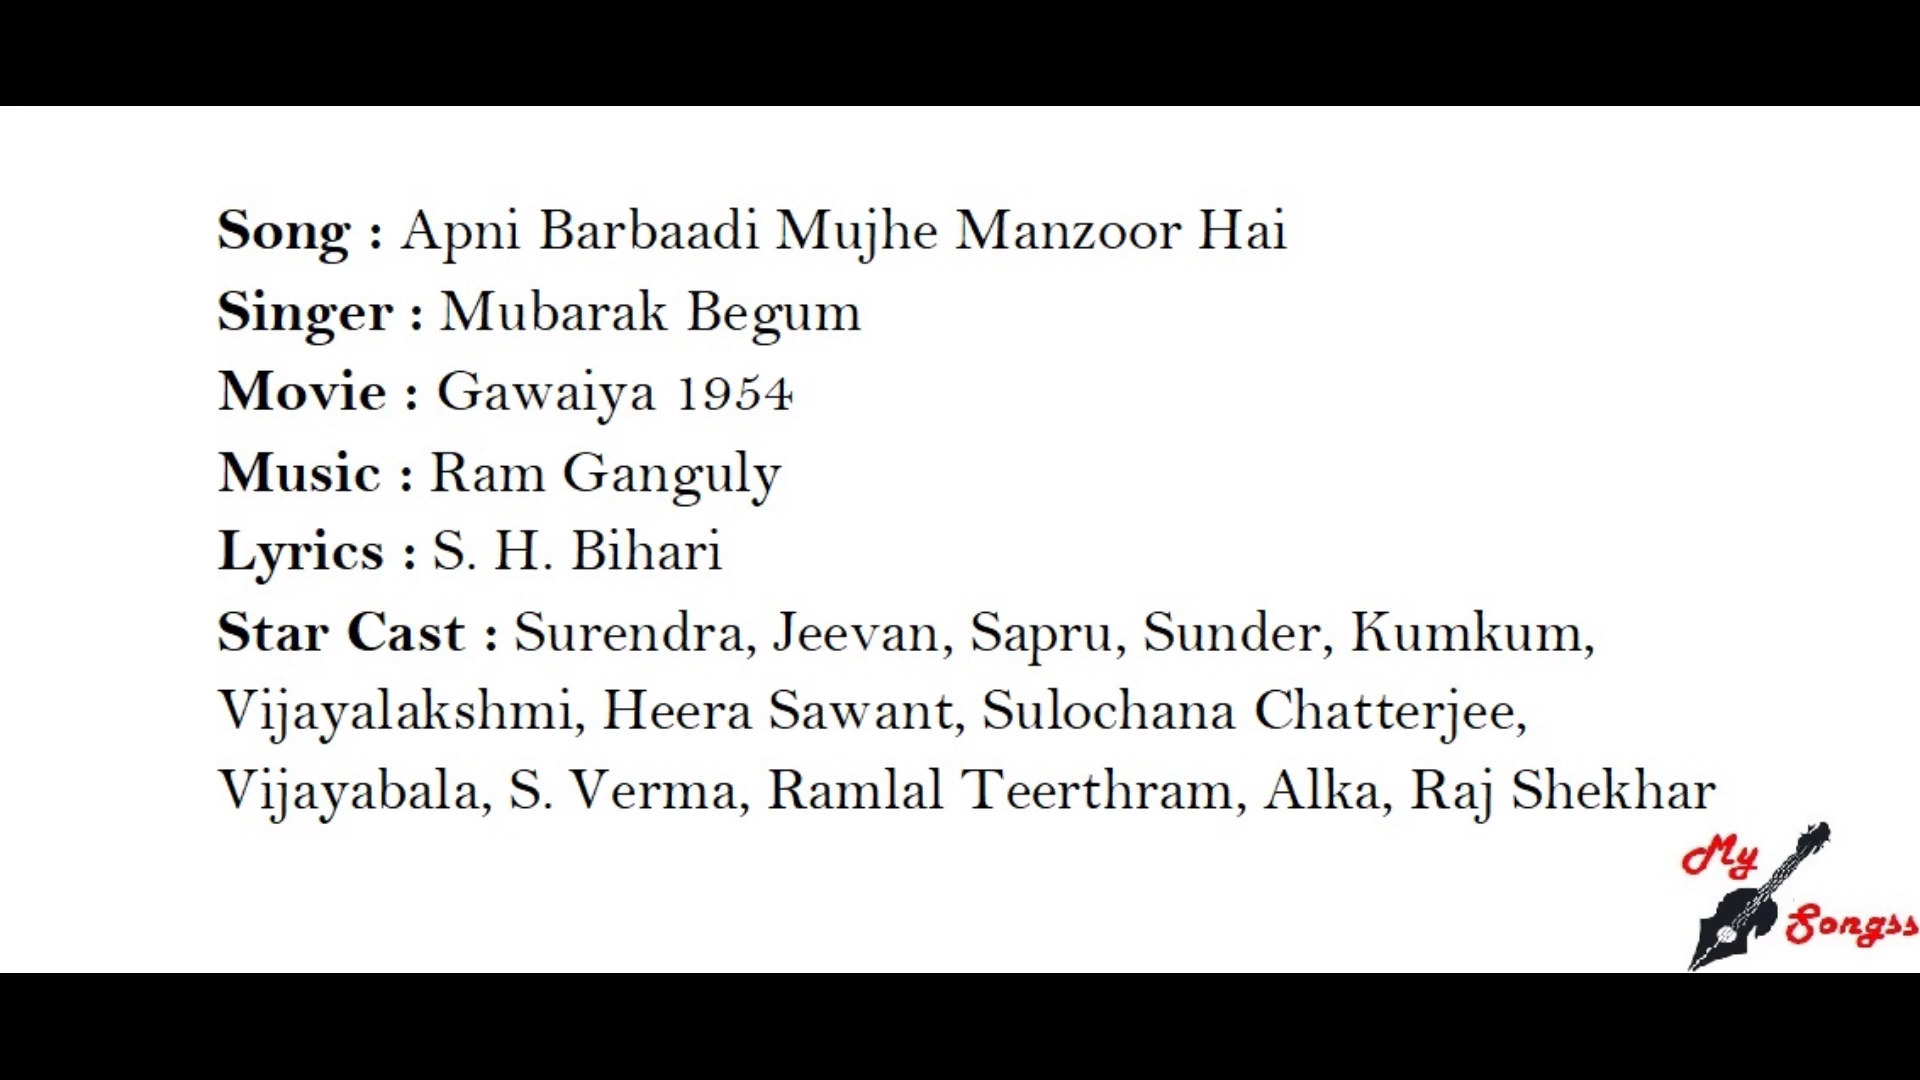 Song : Apni Barbaadi Mujhe Manzoor Hai
Singer : Mubarak Begum
Movie : Gawaiya 1954
Music : Ram Ganguly
Lyrics : S. H. Bihari
Star Cast : Surendra, Jeevan, Sapru, Sunder, Kumkum,
Vijayalakshmi, Heera Sawant, Sulochana Chatterjee,
Vijayabala, S. Verma, Ramlal Teerthram, Alka, Raj Shekhar
My
Songss